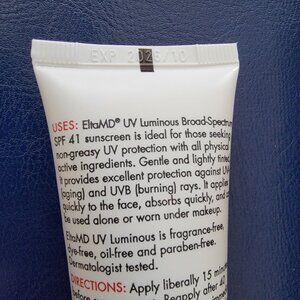 EXP 2026/10
USES: EltaMD® UV Luminous Broad-Spectrum
SPF 41 sunscreen is ideal for those seeking
non-greasy UV protection with all physical
active ingredients. Gentle and lightly tinted,
it provides excellent protection against UVA
(aging) and UVB (burning) rays. It applies
quickly to the face, absorbs quickly, and can
be used alone or worn under makeup.
EltaMD UV Luminous is fragrance-free,
dye-free, oil-free and paraben-free.
Dermatologist tested.
DIRECTIONS: Apply liberally 15 minutes
before Reapply after 40